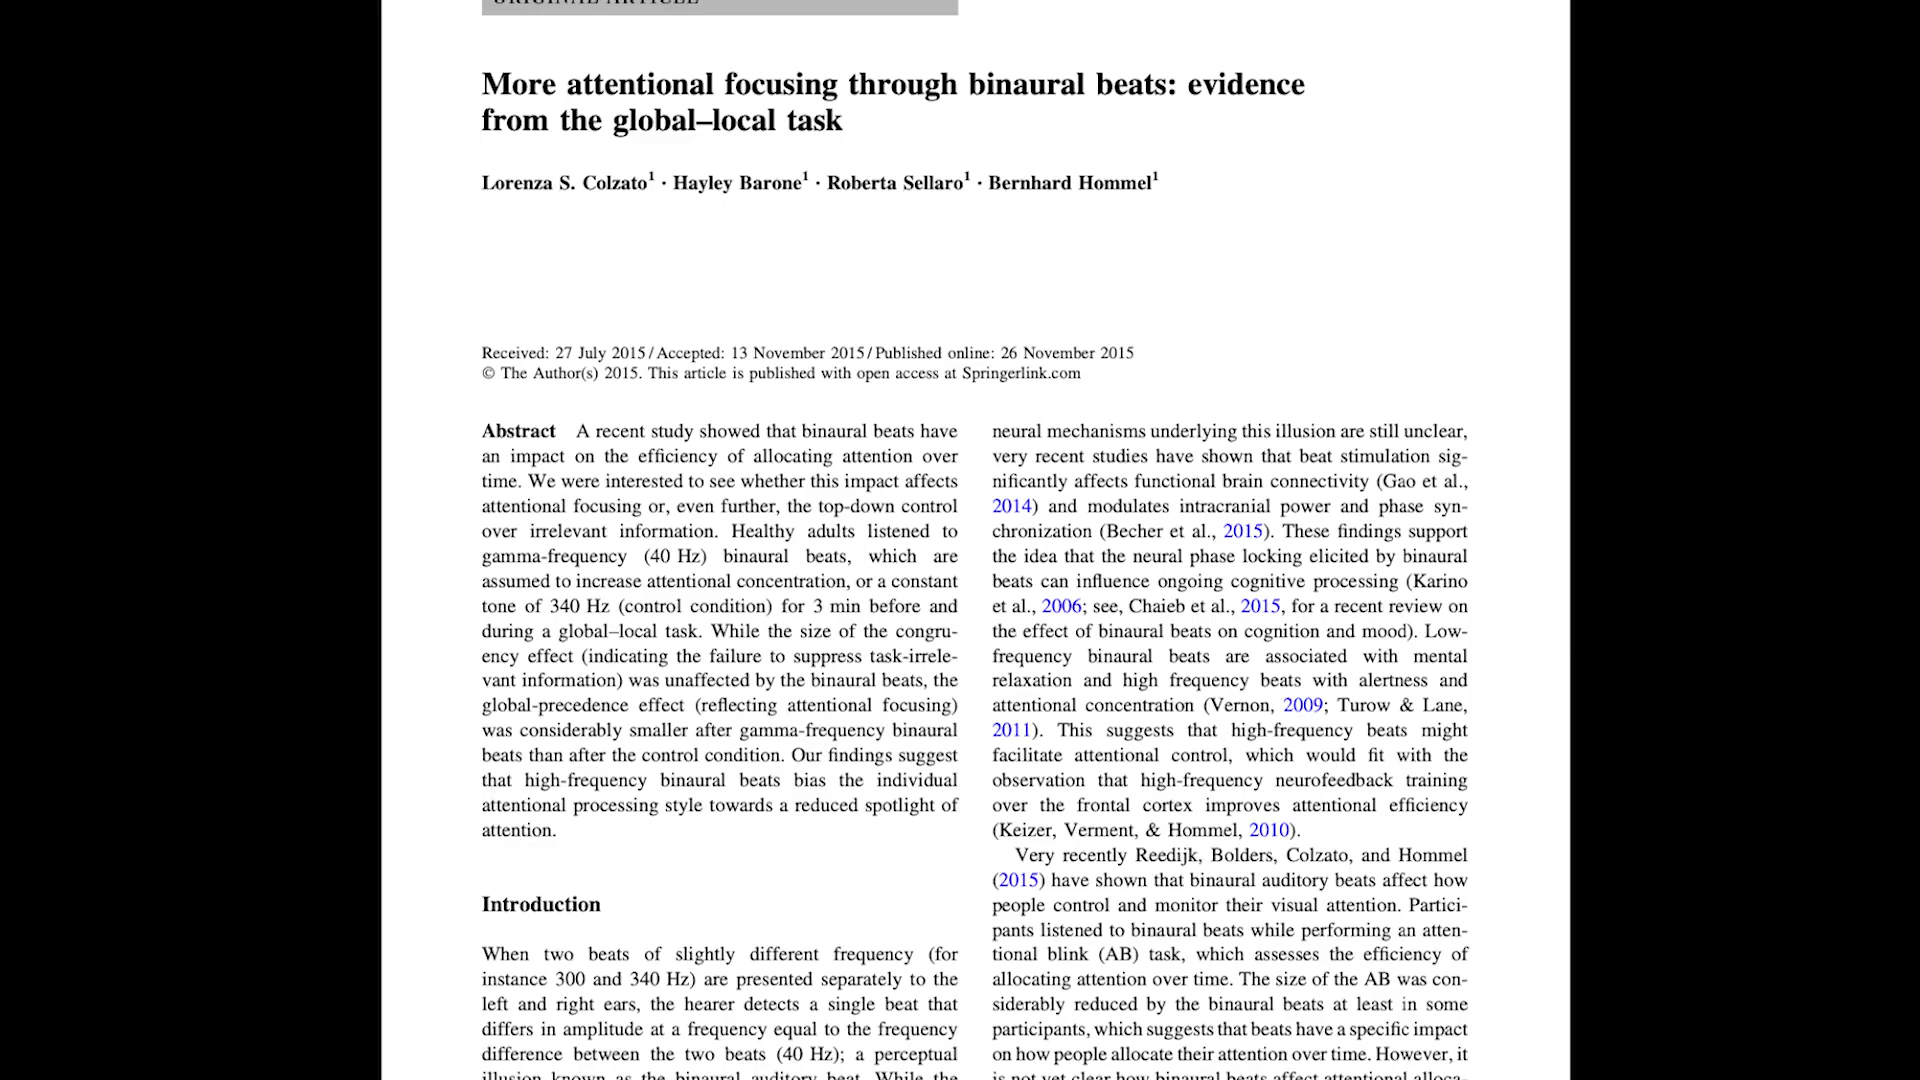 ORIGINAL ARTICLE
More attentional focusing through binaural beats: evidence
from the global–local task
Lorenza S. Colzato1 · Hayley Barone1 · Roberta Sellaro1 · Bernhard Hommel1
Received: 27 July 2015 / Accepted: 13 November 2015 / Published online: 26 November 2015
© The Author(s) 2015. This article is published with open access at Springerlink.com
Abstract A recent study showed that binaural beats have
an impact on the efficiency of allocating attention over
time. We were interested to see whether this impact affects
attentional focusing or, even further, the top-down control
over irrelevant information. Healthy adults listened to
gamma-frequency (40 Hz) binaural beats, which are
assumed to increase attentional concentration, or a constant
tone of 340 Hz (control condition) for 3 min before and
during a global–local task. While the size of the congru-
ency effect (indicating the failure to suppress task-irrele-
vant information) was unaffected by the binaural beats, the
global-precedence effect (reflecting attentional focusing)
was considerably smaller after gamma-frequency binaural
beats than after the control condition. Our findings suggest
that high-frequency binaural beats bias the individual
attentional processing style towards a reduced spotlight of
attention.
Introduction
When two beats of slightly different frequency (for
instance 300 and 340 Hz) are presented separately to the
left and right ears, the hearer detects a single beat that
differs in amplitude at a frequency equal to the frequency
difference between the two beats (40 Hz); a perceptual
illusion known as the binaural auditory beat. While the
neural mechanisms underlying this illusion are still unclear,
very recent studies have shown that beat stimulation sig-
nificantly affects functional brain connectivity (Gao et al.,
2014) and modulates intracranial power and phase syn-
chronization (Becher et al., 2015). These findings support
the idea that the neural phase locking elicited by binaural
beats can influence ongoing cognitive processing (Karino
et al., 2006; see, Chaieb et al., 2015, for a recent review on
the effect of binaural beats on cognition and mood). Low-
frequency binaural beats are associated with mental
relaxation and high frequency beats with alertness and
attentional concentration (Vernon, 2009; Turow & Lane,
2011). This suggests that high-frequency beats might
facilitate attentional control, which would fit with the
observation that high-frequency neurofeedback training
over the frontal cortex improves attentional efficiency
(Keizer, Verment, & Hommel, 2010).
Very recently Reedijk, Bolders, Colzato, and Hommel
(2015) have shown that binaural auditory beats affect how
people control and monitor their visual attention. Partici-
pants listened to binaural beats while performing an atten-
tional blink (AB) task, which assesses the efficiency of
allocating attention over time. The size of the AB was con-
siderably reduced by the binaural beats at least in some
participants, which suggests that beats have a specific impact
on how people allocate their attention over time. However, it
is not yet clear how binaural beats affect attentional alloca-